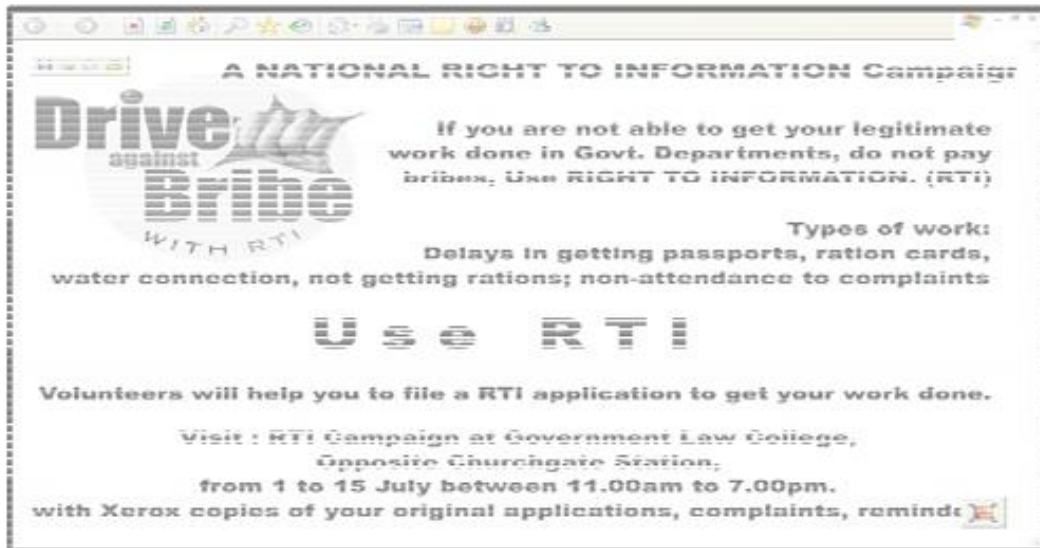 A NATIONAL RIGHT TO INFORMATION Campaign
Drive
against
Bribe
WITH RTI
If you are not able to get your legitimate
work done in Govt. Departments, do not pay
bribes, Use RIGHT TO INFORMATION. (RTI)
Types of work:
Delays in getting passports, ration cards,
water connection, not getting rations; non-attendance to complaints
Use RTI
Volunteers will help you to file a RTI application to get your work done.
Visit : RTI Campaign at Government Law College,
Opposite Churchgate Station,
from 1 to 15 July between 11.00am to 7.00pm.
with Xerox copies of your original applications, complaints,